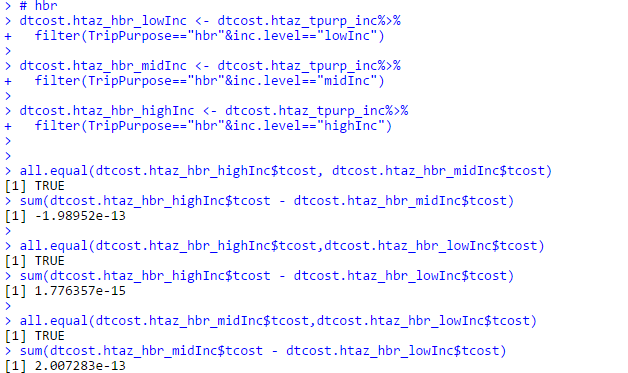 > # hbr
> dtcost.htaz_hbr_lowInc <- dtcost.htaz_tpurp_inc%>%
+   filter(TripPurpose=="hbr"&inc.level=="lowInc")
>
> dtcost.htaz_hbr_midInc <- dtcost.htaz_tpurp_inc%>%
+   filter(TripPurpose=="hbr"&inc.level=="midInc")
>
> dtcost.htaz_hbr_highInc <- dtcost.htaz_tpurp_inc%>%
+   filter(TripPurpose=="hbr"&inc.level=="highInc")
>
>
> all.equal(dtcost.htaz_hbr_highInc$tcost, dtcost.htaz_hbr_midInc$tcost)
[1] TRUE
> sum(dtcost.htaz_hbr_highInc$tcost - dtcost.htaz_hbr_midInc$tcost)
[1] -1.98952e-13
>
> all.equal(dtcost.htaz_hbr_highInc$tcost,dtcost.htaz_hbr_lowInc$tcost)
[1] TRUE
> sum(dtcost.htaz_hbr_highInc$tcost - dtcost.htaz_hbr_lowInc$tcost)
[1] 1.776357e-15
>
> all.equal(dtcost.htaz_hbr_midInc$tcost,dtcost.htaz_hbr_lowInc$tcost)
[1] TRUE
> sum(dtcost.htaz_hbr_midInc$tcost - dtcost.htaz_hbr_lowInc$tcost)
[1] 2.007283e-13